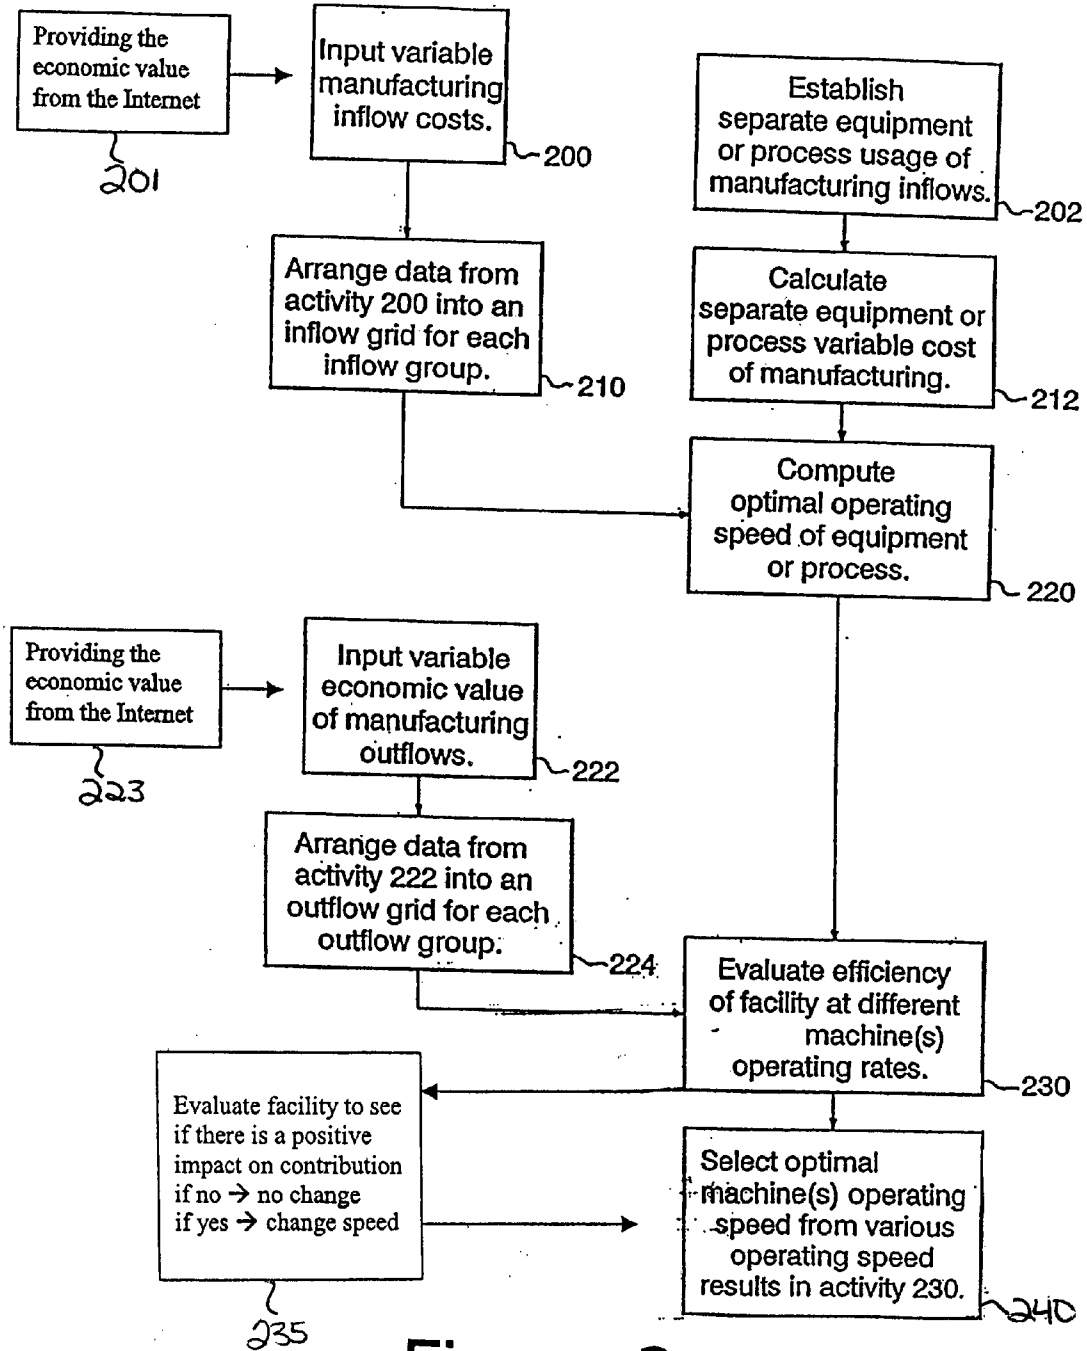 Providing the
economic value
from the Internet
201
Input variable
manufacturing
inflow costs.
200
Establish
separate equipment
or process usage of
manufacturing inflows.
202
Arrange data from
activity 200 into an
inflow grid for each
inflow group.
210
Calculate
separate equipment or
process variable cost
of manufacturing.
212
Compute
optimal operating
speed of equipment
or process.
220
Providing the
economic value
from the Internet
223
Input variable
economic value
of manufacturing
outflows.
222
Arrange data from
activity 222 into an
outflow grid for each
outflow group.
224
Evaluate efficiency
of facility at different
machine(s)
operating rates.
230
Evaluate facility to see
if there is a positive
impact on contribution
if no → no change
if yes → change speed
235
Select optimal
machine(s) operating
speed from various
operating speed
results in activity 230.
240